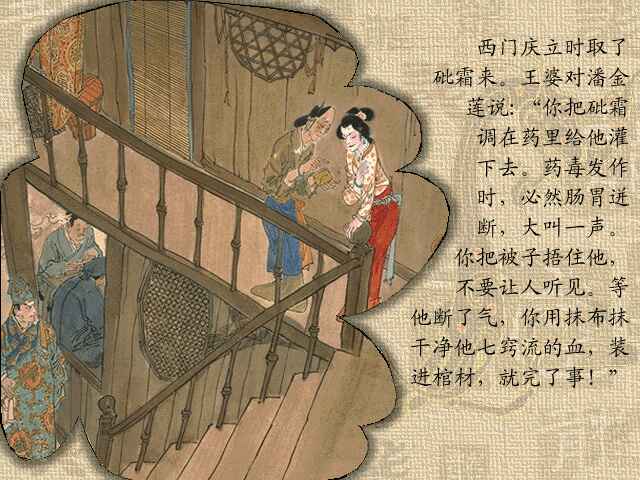 西门庆立时取了
砒霜来。王婆对潘金
莲说：“你把砒霜
调在药里给他灌
下去。药毒发作
时，必然肠胃迸
断，大叫一声。
你把被子捂住他，
不要让人听见。等
他断了气，你用抹布抹
干净他七窍流的血，装
进棺材，就完了事！”